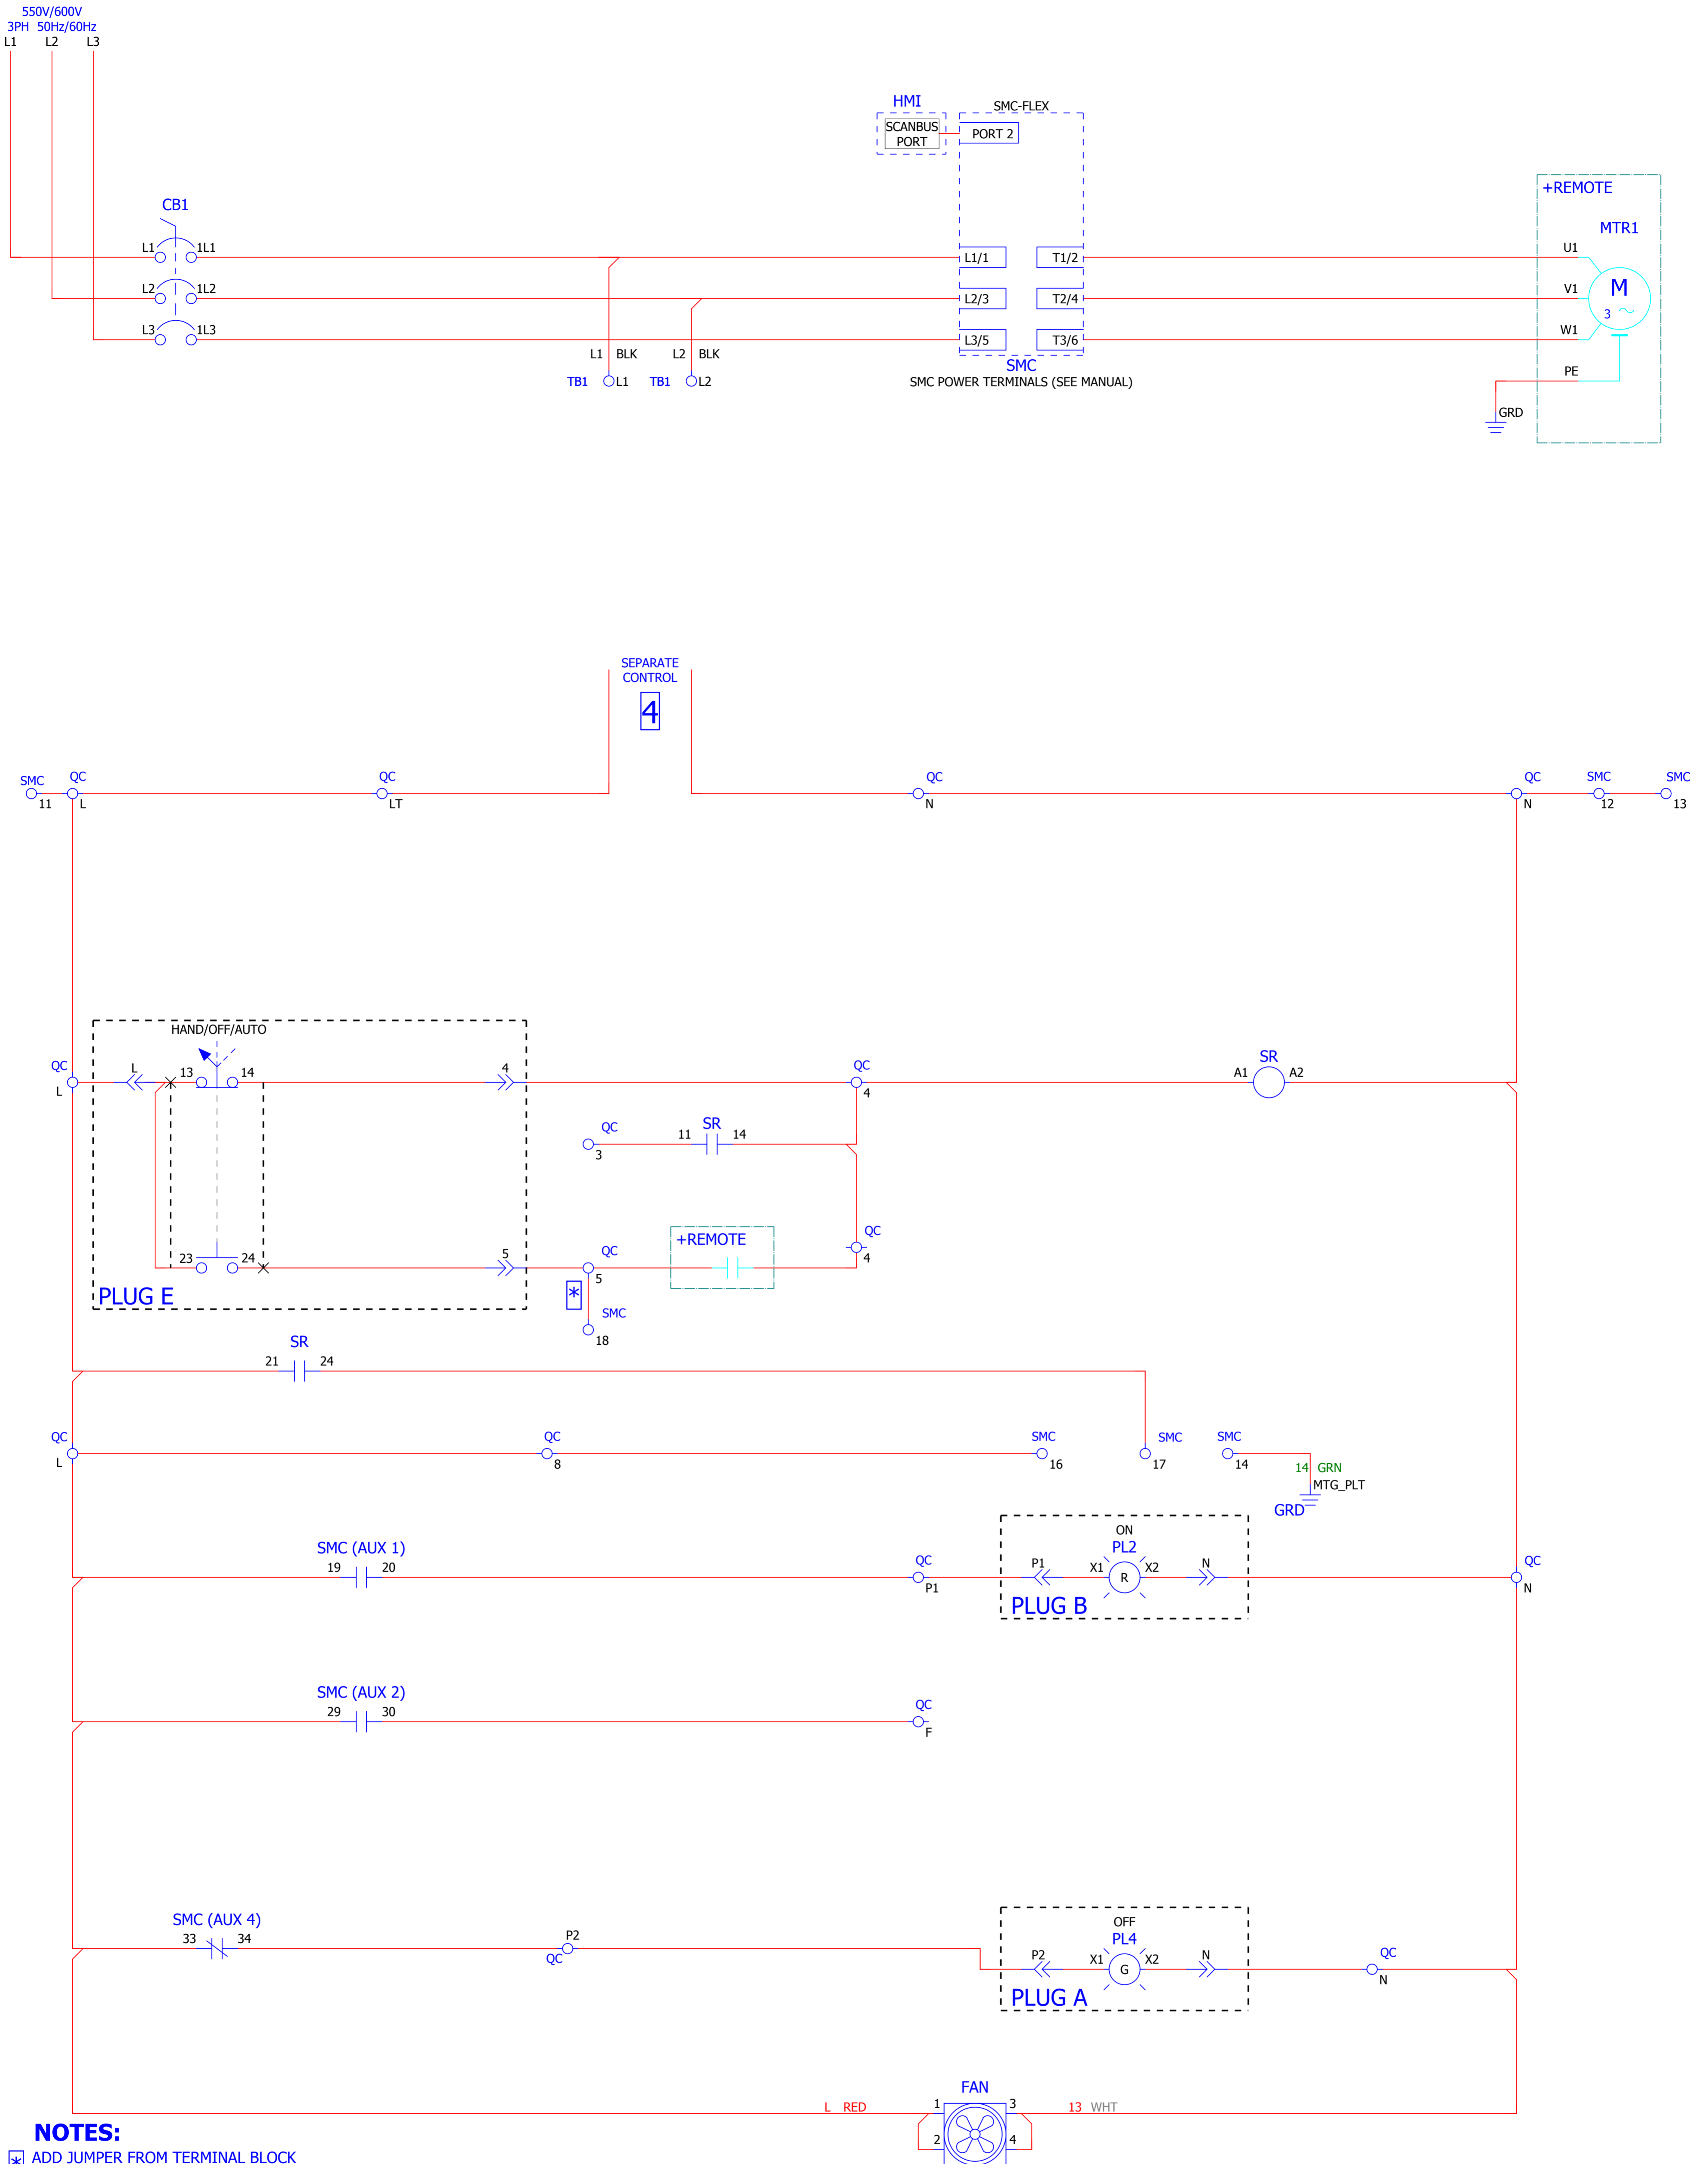 550V/600V
3PH 50Hz/60Hz
L1 L2 L3
HMI
SCANBUS
PORT
SMC-FLEX
PORT 2
+REMOTE
MTR1
CB1
L1 1L1
L1/1 T1/2
U1
L2 1L2
L2/3 T2/4
V1
M
3
L3 1L3
L3/5 T3/6
W1
L1 BLK L2 BLK
SMC
TB1 L1 TB1 L2
SMC POWER TERMINALS (SEE MANUAL)
PE
GRD
SEPARATE
CONTROL
4
SMC QC QC QC QC SMC SMC
11 L LT N N 12 13
HAND/OFF/AUTO
QC L 13 14 4 QC SR
L 4 A1 A2
QC 11 SR 14
3
23 24 5 QC +REMOTE QC
5 4
PLUG E
*
SMC
18
SR
21 24
QC QC SMC SMC SMC
L 8 16 17 14
14 GRN
MTG_PLT
GRD
SMC (AUX 1)
19 20
QC
P1
ON
PL2
P1 X1 R X2 N
PLUG B
QC
N
SMC (AUX 2)
29 30
QC
F
SMC (AUX 4)
33 34
P2
QC
OFF
PL4
P2 X1 G X2 N
PLUG A
QC
N
FAN
L RED 1 3 13 WHT
2 4
NOTES:
* ADD JUMPER FROM TERMINAL BLOCK